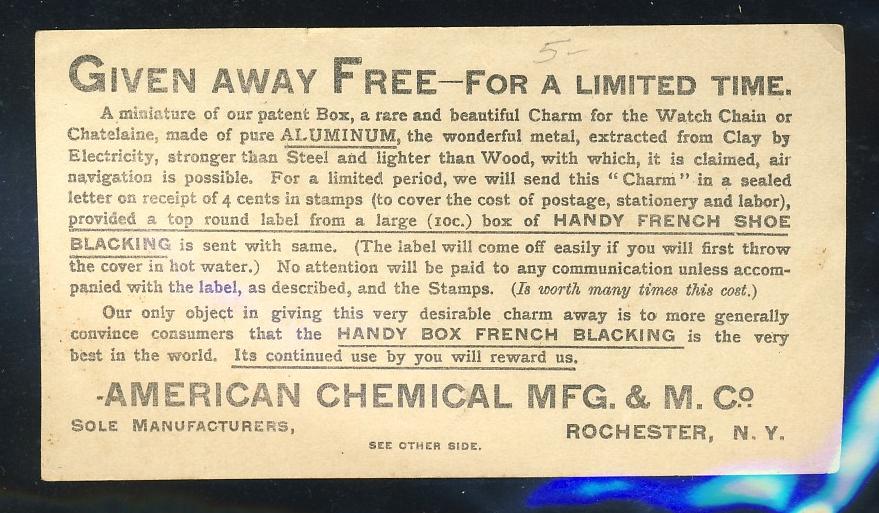 5-
GIVEN AWAY FREE—FOR A LIMITED TIME.
A miniature of our patent Box, a rare and beautiful Charm for the Watch Chain or
Chatelaine, made of pure ALUMINUM, the wonderful metal, extracted from Clay by
Electricity, stronger than Steel and lighter than Wood, with which, it is claimed, air
navigation is possible. For a limited period, we will send this "Charm" in a sealed
letter on receipt of 4 cents in stamps (to cover the cost of postage, stationery and labor),
provided a top round label from a large (10c.) box of HANDY FRENCH SHOE
BLACKING is sent with same. (The label will come off easily if you will first throw
the cover in hot water.) No attention will be paid to any communication unless accom-
panied with the label, as described, and the Stamps. (Is worth many times this cost.)
Our only object in giving this very desirable charm away is to more generally
convince consumers that the HANDY BOX FRENCH BLACKING is the very
best in the world. Its continued use by you will reward us.
-AMERICAN CHEMICAL MFG. & M. Co.
SOLE MANUFACTURERS, ROCHESTER, N. Y.
SEE OTHER SIDE.